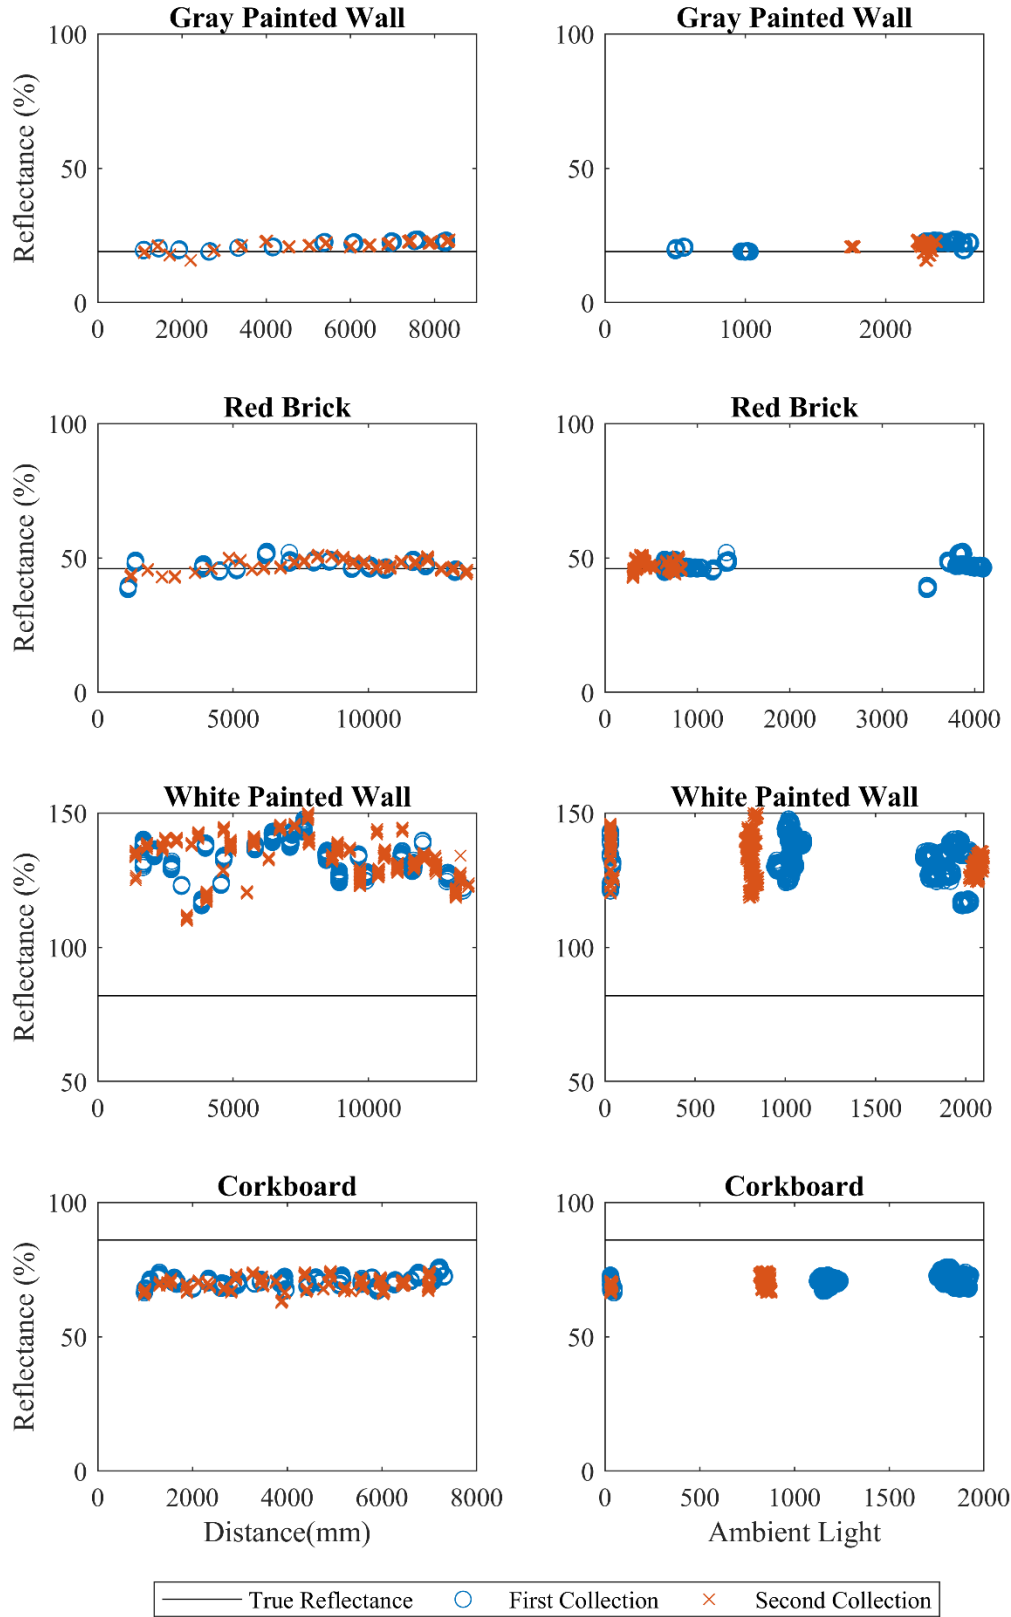 Gray Painted Wall
Gray Painted Wall
100
50
0
Reflectance (%)
0 2000 4000 6000 8000
100
50
0
0 1000 2000
Red Brick
Red Brick
100
50
0
Reflectance (%)
0 5000 10000
100
50
0
0 1000 2000 3000 4000
White Painted Wall
White Painted Wall
150
100
50
Reflectance (%)
0 5000 10000
150
100
50
0 500 1000 1500 2000
Corkboard
Corkboard
100
50
0
Reflectance (%)
0 2000 4000 6000 8000
Distance(mm)
100
50
0
0 500 1000 1500 2000
Ambient Light
True Reflectance First Collection Second Collection